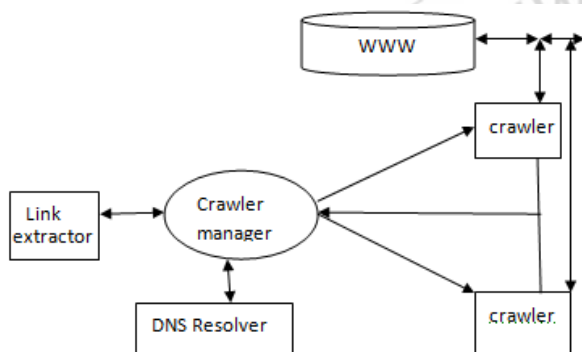 WWW
crawler
Link
extractor
Crawler
manager
DNS Resolver
crawler.